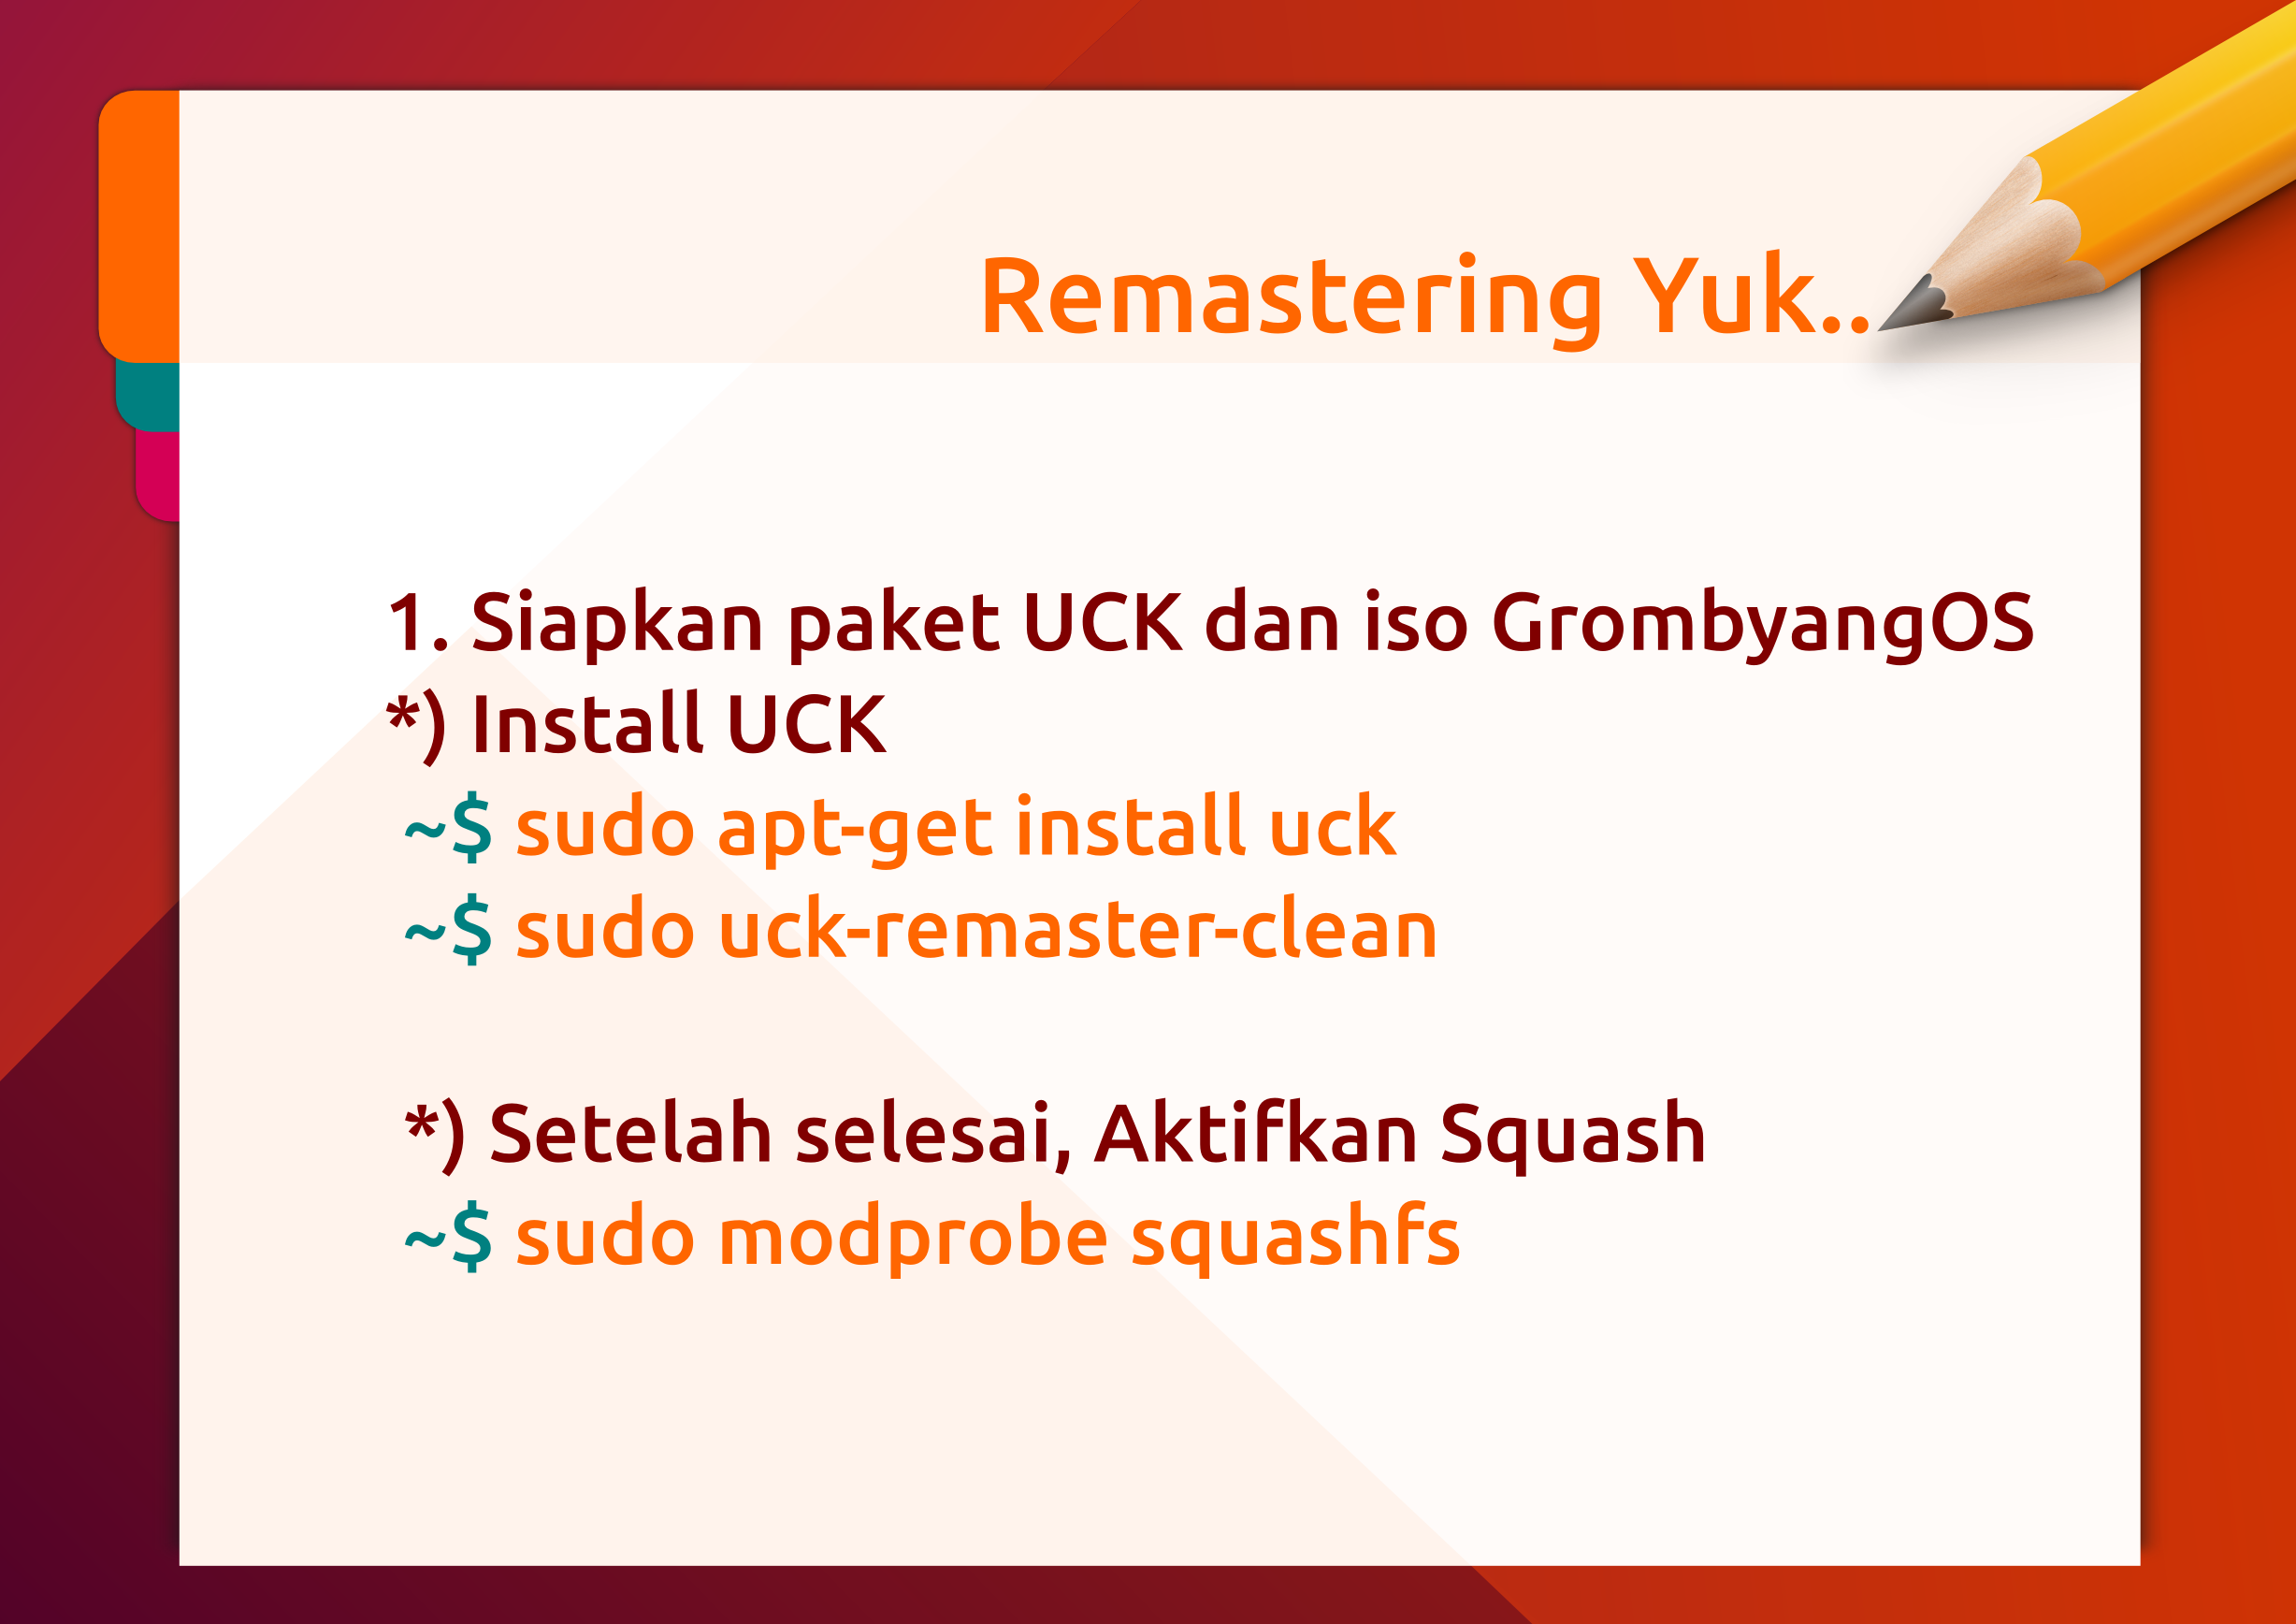 Remastering Yuk..
1. Siapkan paket UCK dan iso GrombyangOS
*) Install UCK
~$ sudo apt-get install uck
~$ sudo uck-remaster-clean
*) Setelah selesai, Aktifkan Squash
~$ sudo modprobe squashfs